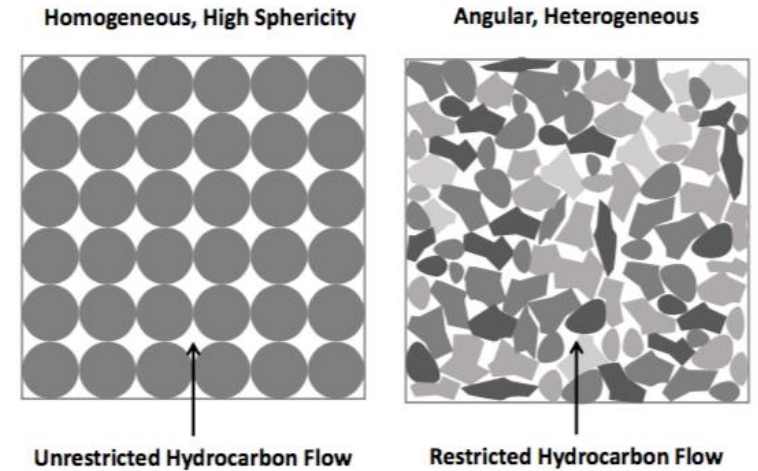 Homogeneous, High Sphericity
Angular, Heterogeneous
Unrestricted Hydrocarbon Flow
Restricted Hydrocarbon Flow